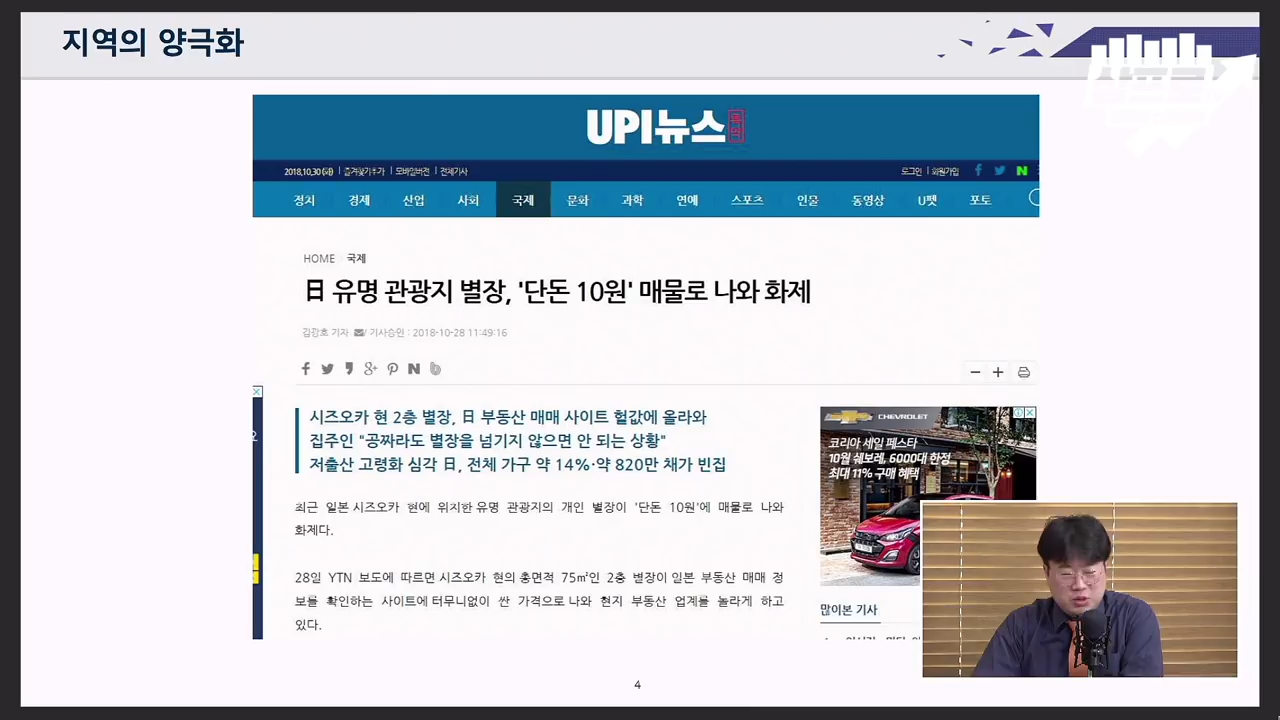 지역의 양극화
UPI뉴스
2018.10.30 (화) 즐겨찾기추가 모바일버전 전체기사
로그인 회원가입
정치 경제 산업 사회 국제 문화 과학 연예 스포츠 인물 동영상 U펫 포토
HOME 국제
日 유명 관광지 별장, '단돈 10원' 매물로 나와 화제
김광호 기자 / 기사승인 : 2018-10-28 11:49:16
시즈오카 현 2층 별장, 日 부동산 매매 사이트 헐값에 올라와
집주인 "공짜라도 별장을 넘기지 않으면 안 되는 상황"
저출산 고령화 심각 日, 전체 가구 약 14%·약 820만 채가 빈집
최근 일본 시즈오카 현에 위치한 유명 관광지의 개인 별장이 '단돈 10원'에 매물로 나와
화제다.
28일 YTN 보도에 따르면 시즈오카 현의 총면적 75㎡인 2층 별장이 일본 부동산 매매 정
보를 확인하는 사이트에 터무니없이 싼 가격으로 나와 현지 부동산 업계를 놀라게 하고
있다.
CHEVROLET
코리아 세일 페스타
10월 쉐보레, 6000대 한정
최대 11% 구매 혜택
많이본 기사
4